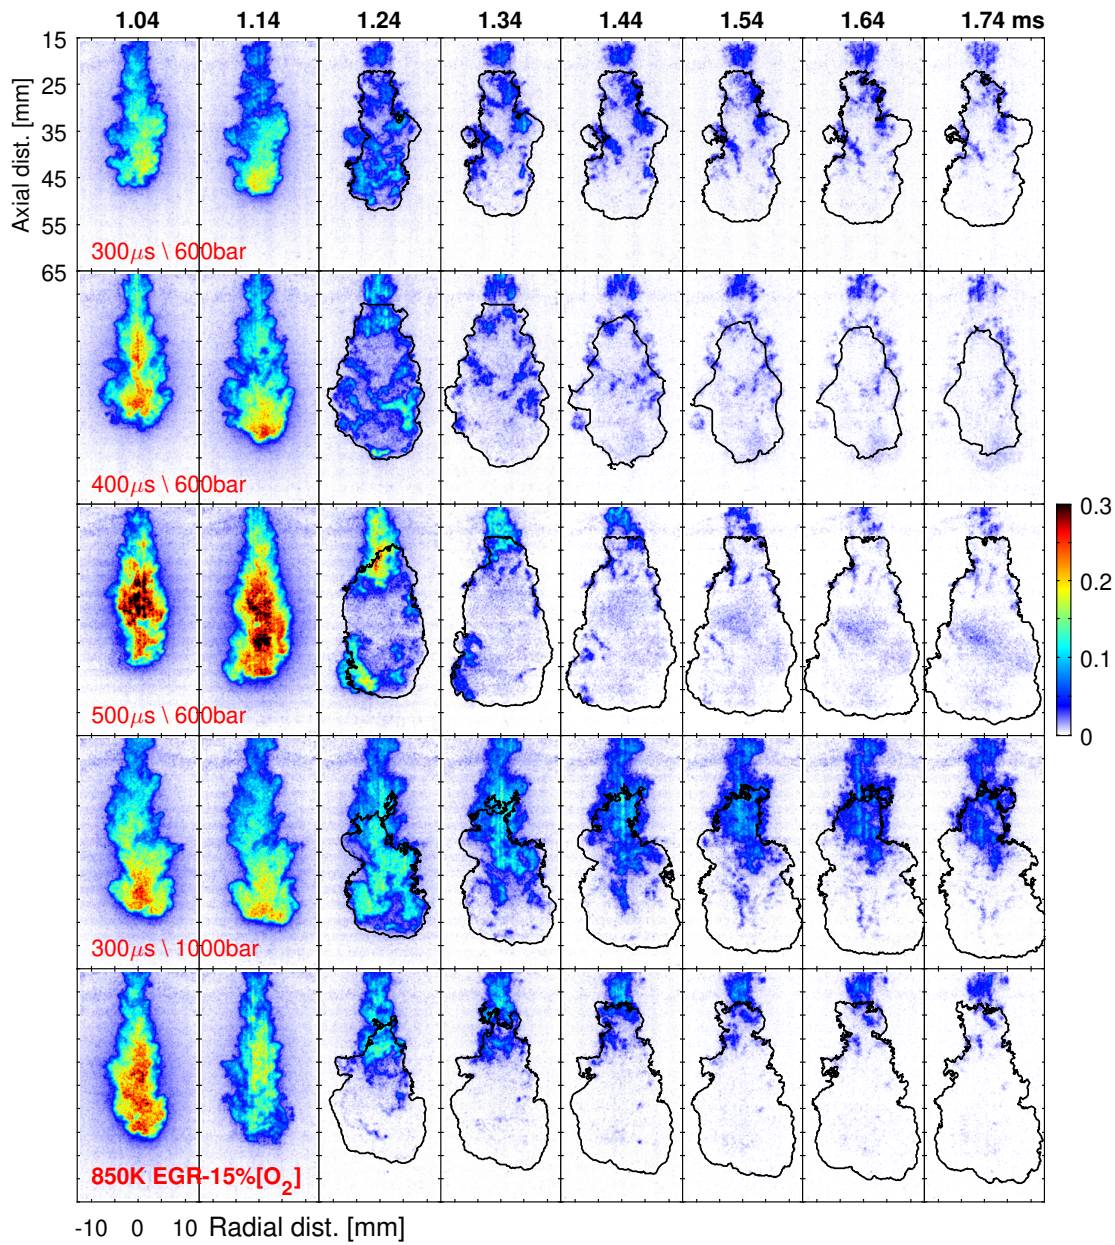 1.04 1.14 1.24 1.34 1.44 1.54 1.64 1.74 ms
15
25
35
45
55
65
Axial dist. [mm]
300μs \ 600bar
400μs \ 600bar
500μs \ 600bar
0.3
0.2
0.1
0
300μs \ 1000bar
850K EGR-15%[O₂]
-10 0 10 Radial dist. [mm]